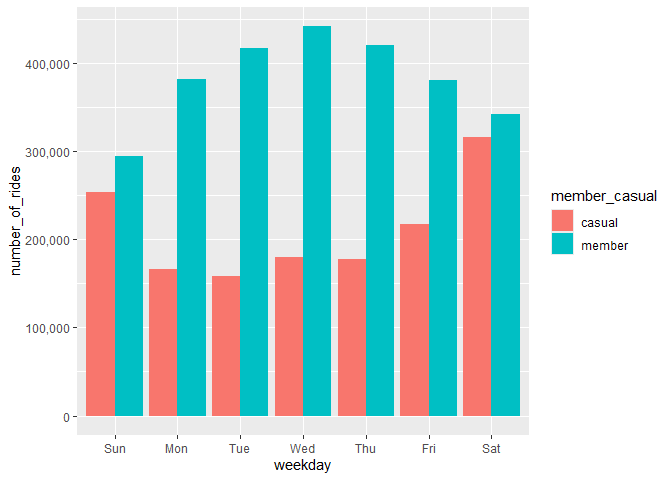 400,000
300,000
200,000
100,000
0
number_of_rides
Sun Mon Tue Wed Thu Fri Sat
weekday
member_casual
casual
member